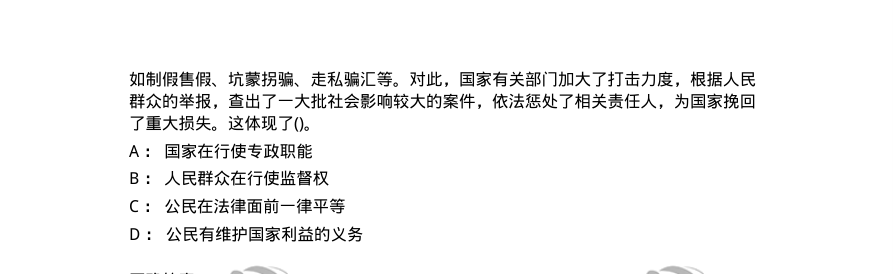 如制假售假、坑蒙拐骗、走私骗汇等。对此，国家有关部门加大了打击力度，根据人民
群众的举报，查出了一大批社会影响较大的案件，依法惩处了相关责任人，为国家挽回
了重大损失。这体现了()。
A： 国家在行使专政职能
B： 人民群众在行使监督权
C： 公民在法律面前一律平等
D： 公民有维护国家利益的义务